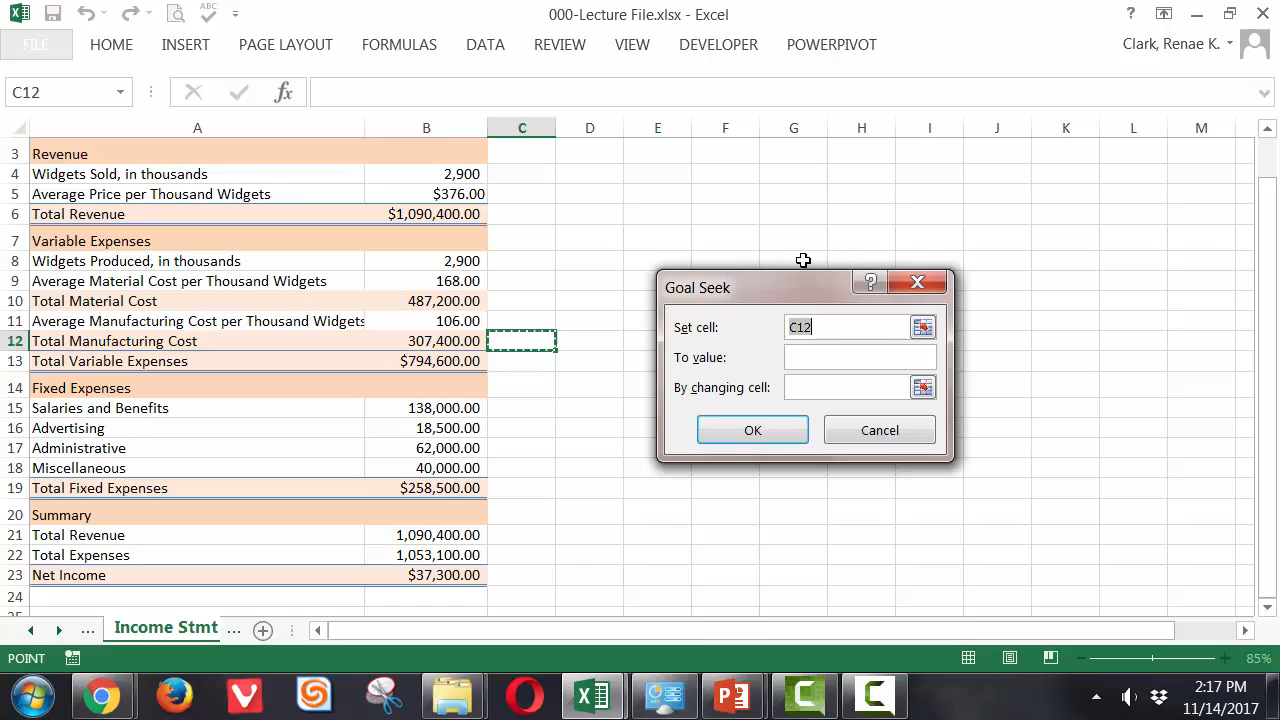 000-Lecture File.xlsx - Excel
?
FILE HOME INSERT PAGE LAYOUT FORMULAS DATA REVIEW VIEW DEVELOPER POWERPIVOT Clark, Renae K.
C12 fx
A B C D E F G H I J K L M
3 Revenue
4 Widgets Sold, in thousands 2,900
5 Average Price per Thousand Widgets $376.00
6 Total Revenue $1,090,400.00
7 Variable Expenses
8 Widgets Produced, in thousands 2,900
9 Average Material Cost per Thousand Widgets 168.00
10 Total Material Cost 487,200.00
11 Average Manufacturing Cost per Thousand Widgets 106.00
12 Total Manufacturing Cost 307,400.00
13 Total Variable Expenses $794,600.00
14 Fixed Expenses
15 Salaries and Benefits 138,000.00
16 Advertising 18,500.00
17 Administrative 62,000.00
18 Miscellaneous 40,000.00
19 Total Fixed Expenses $258,500.00
20 Summary
21 Total Revenue 1,090,400.00
22 Total Expenses 1,053,100.00
23 Net Income $37,300.00
24
Goal Seek ?
Set cell: C12
To value:
By changing cell:
OK Cancel
... Income Stmt ...
POINT 85%
2:17 PM
11/14/2017